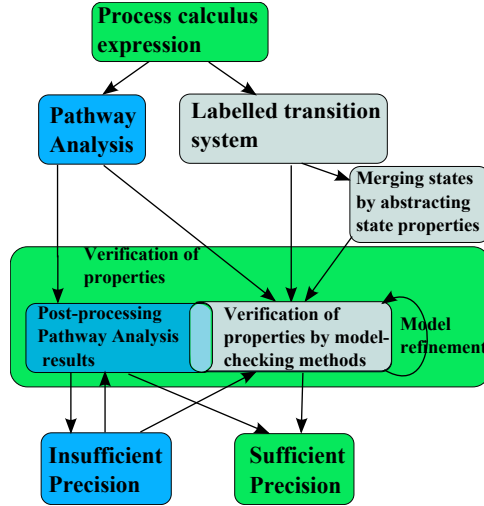 Process calculus
expression
Pathway
Analysis
Labelled transition
system
Merging states
by abstracting
state properties
Verification of
properties
Post-processing
Pathway Analysis
results
Verification of
properties by model-
checking methods
Model
refinement
Insufficient
Precision
Sufficient
Precision